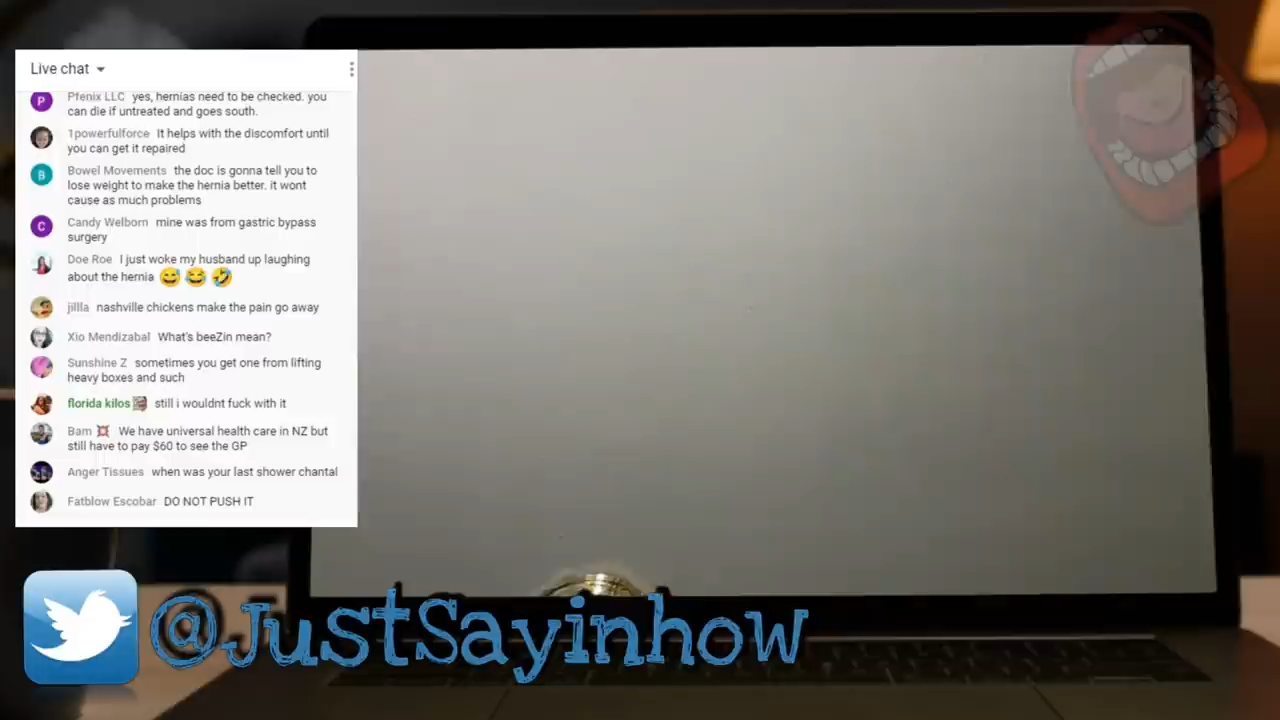 Live chat
P
Pfenix LLC yes, hernias need to be checked. you
can die if untreated and goes south.
1powerfulforce It helps with the discomfort until
you can get it repaired
B
Bowel Movements the doc is gonna tell you to
lose weight to make the hernia better. it wont
cause as much problems
C
Candy Welborn mine was from gastric bypass
surgery
Doe Roe I just woke my husband up laughing
about the hernia 😅 😂 🤣
jillla nashville chickens make the pain go away
Xio Mendizabal What's beeZin mean?
Sunshine Z sometimes you get one from lifting
heavy boxes and such
florida kilos still i wouldnt fuck with it
Bam 💢 We have universal health care in NZ but
still have to pay $60 to see the GP
Anger Tissues when was your last shower chantal
Fatblow Escobar DO NOT PUSH IT
@JustSayinhow